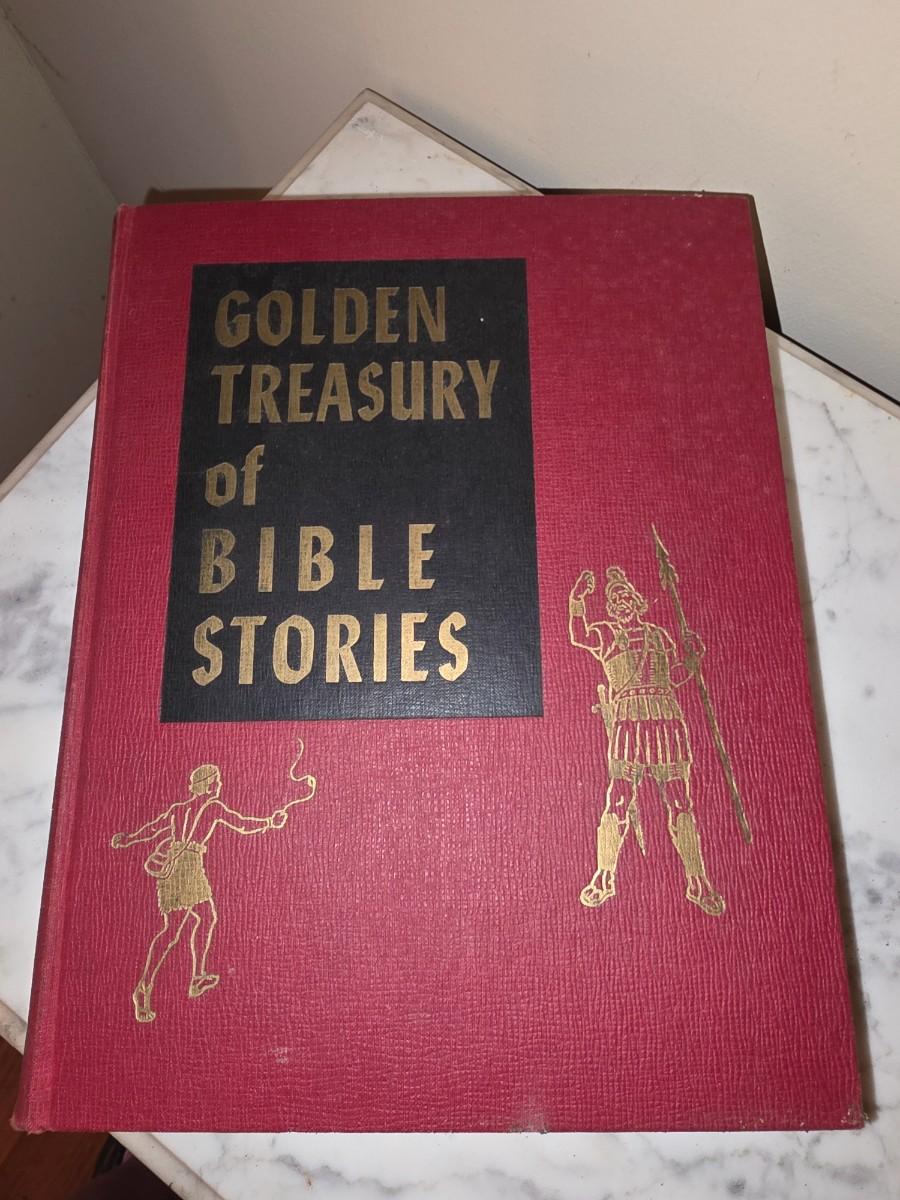 GOLDEN
TREASURY
of
BIBLE
STORIES